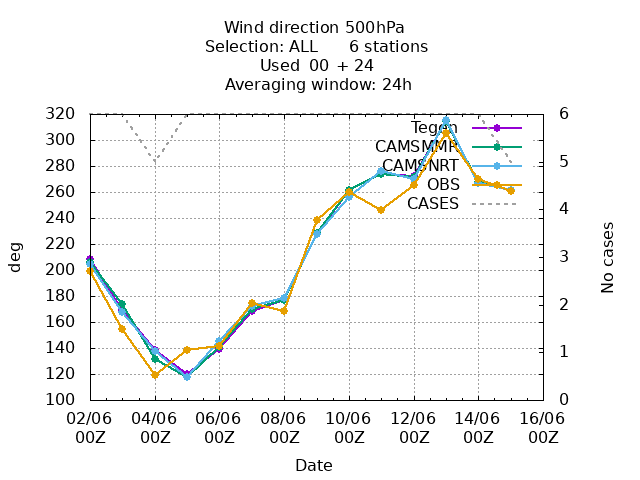 Wind direction 500hPa
Selection: ALL 6 stations
Used 00 + 24
Averaging window: 24h
320
300
280
260
240
220
200
180
160
140
120
100
deg
6
5
4
3
2
1
0
No cases
Tegen
CAMSMMR
CAMSNRT
OBS
CASES
02/06 04/06 06/06 08/06 10/06 12/06 14/06 16/06
00Z 00Z 00Z 00Z 00Z 00Z 00Z 00Z
Date